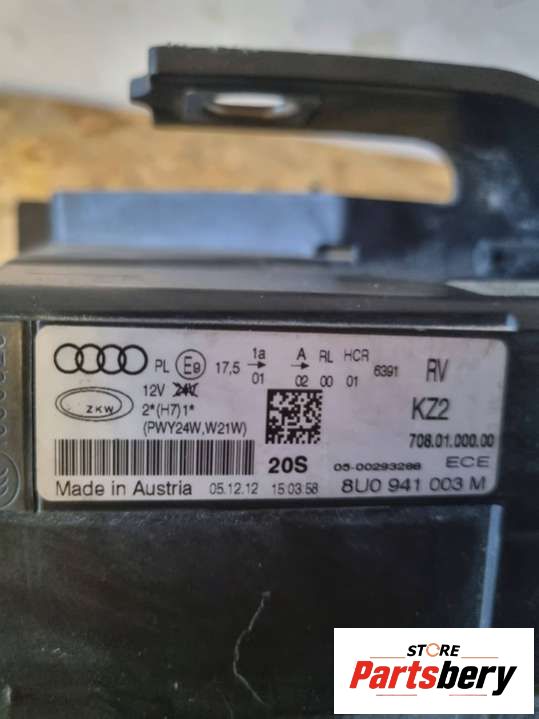 PL E9 17,5 1a A RL HCR 6391 RV
01 02 00 01
12V 24V
ZKW 2*(H7)1* KZ2
(PWY24W,W21W) 708.01.000.00
20S 05-00293288 ECE
Made in Austria 05.12.12 15:03:58 8U0 941 003 M
STORE
Partsbery